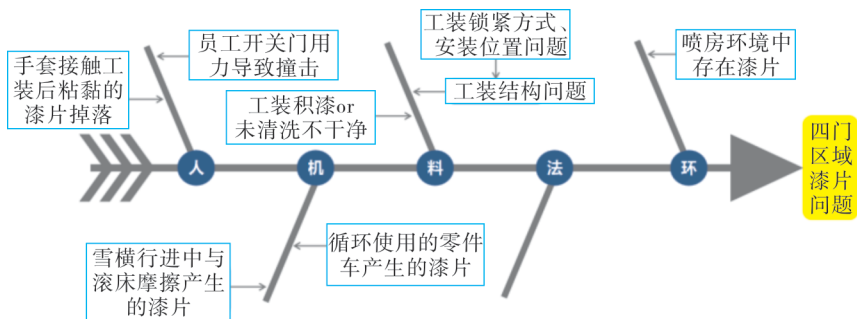 员工开关门用
力导致撞击
手套接触工
装后粘黏的
漆片掉落
工装积漆or
未清洗不干净
工装锁紧方式、
安装位置问题
工装结构问题
喷房环境中
存在漆片
人
机
料
法
环
四门
区域
漆片
问题
雪横行进中与
滚床摩擦产生
的漆片
循环使用的零件
车产生的漆片